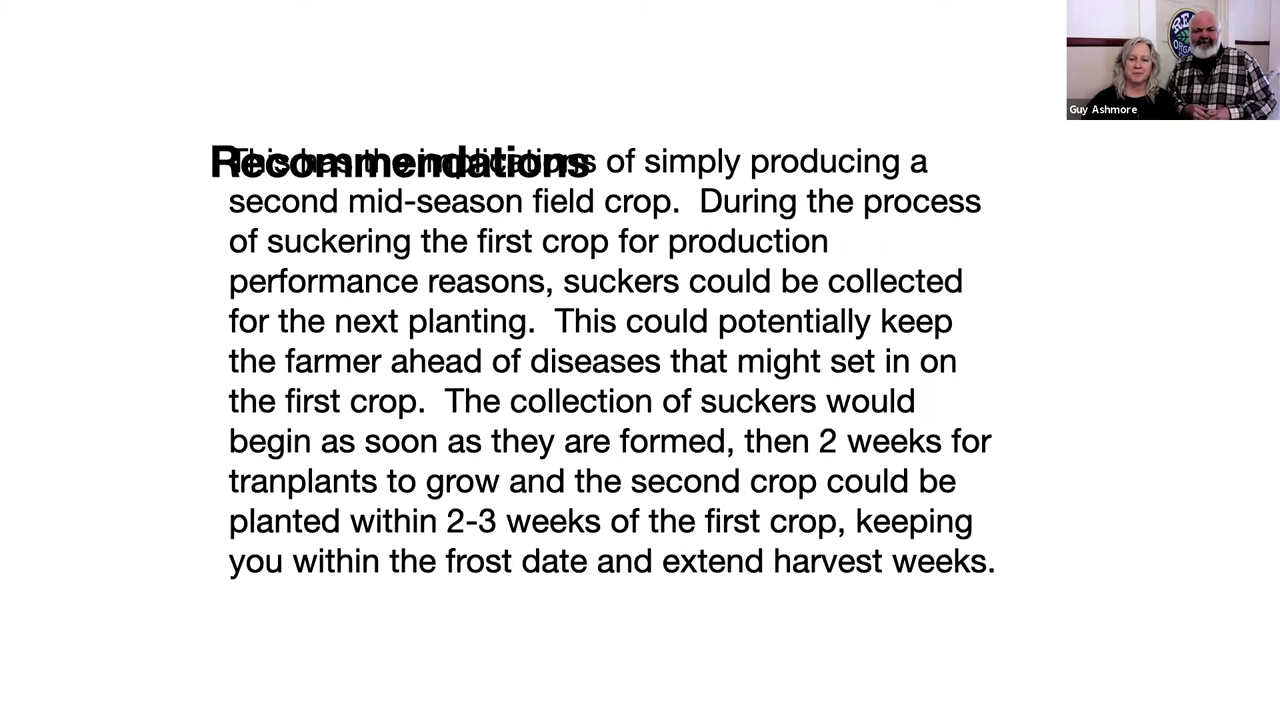 Recommendations
This has the implications of simply producing a
second mid-season field crop.  During the process
of suckering the first crop for production
performance reasons, suckers could be collected
for the next planting.  This could potentially keep
the farmer ahead of diseases that might set in on
the first crop.  The collection of suckers would
begin as soon as they are formed, then 2 weeks for
tranplants to grow and the second crop could be
planted within 2-3 weeks of the first crop, keeping
you within the frost date and extend harvest weeks.
REAL
ORGANIC
Guy Ashmore